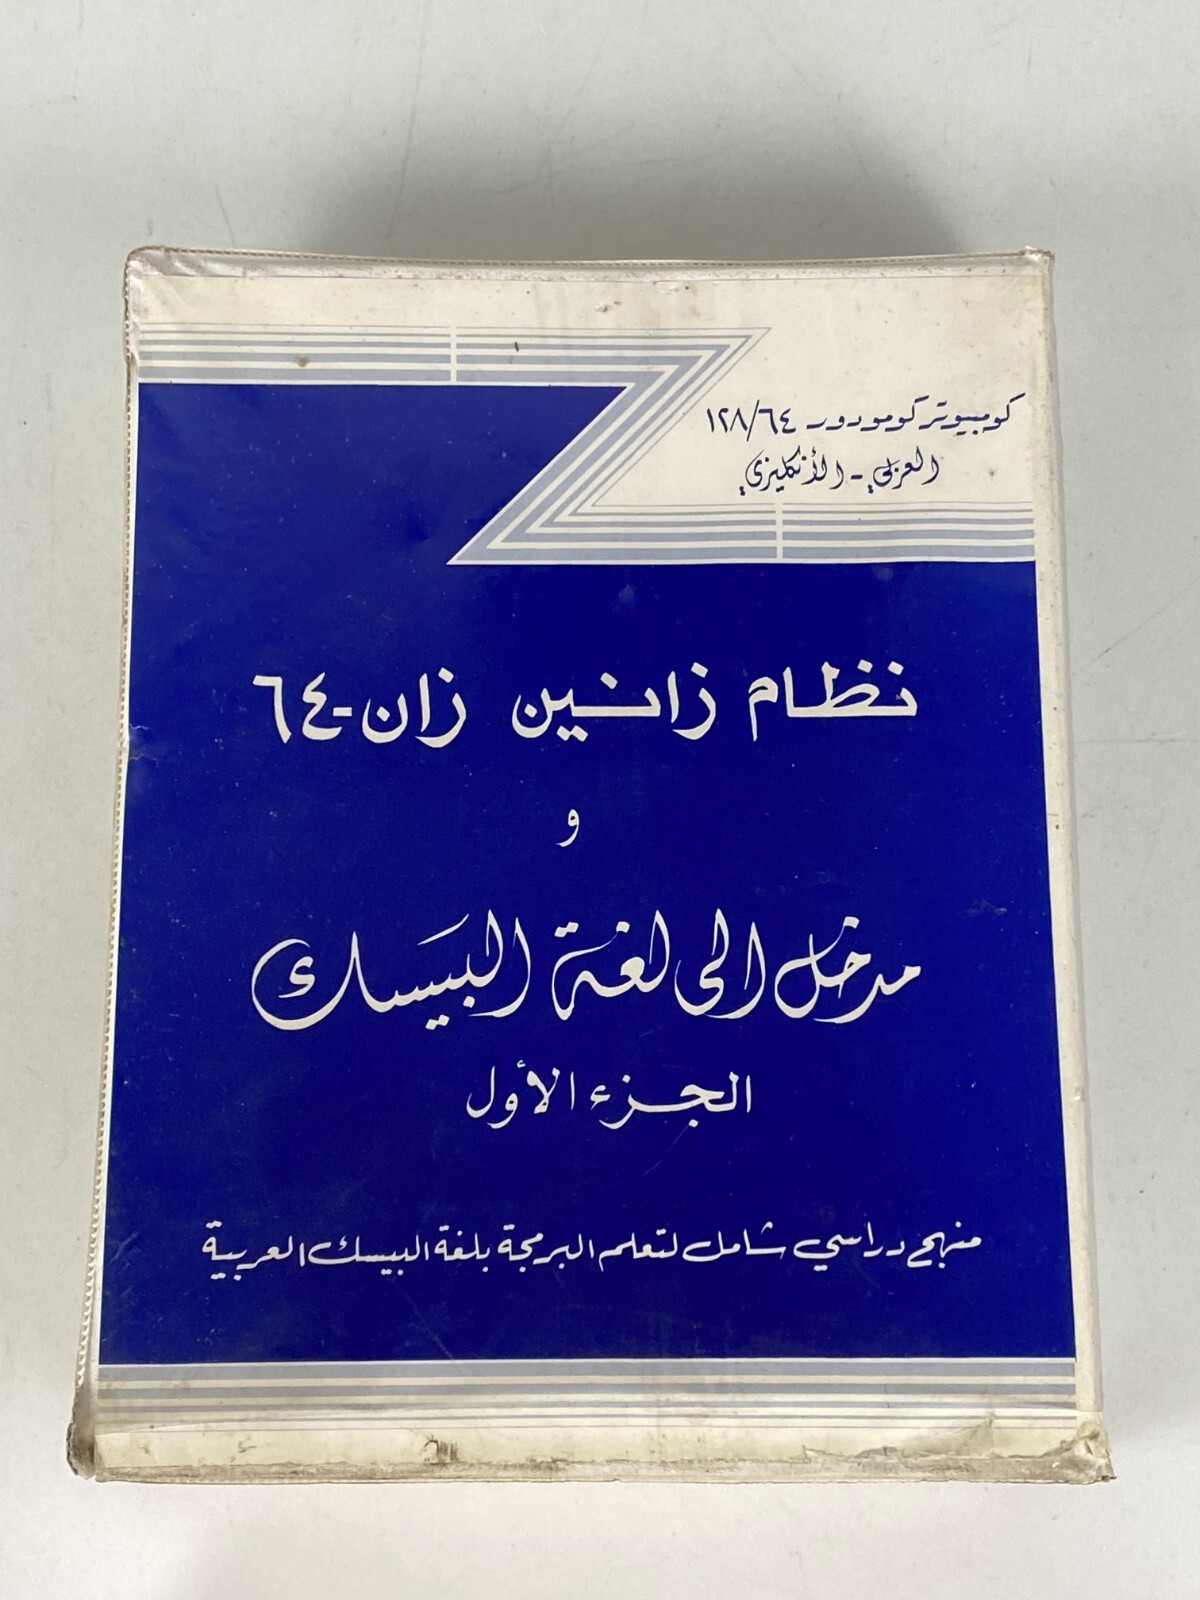 كومبيوتر كومودور ١٢٨/٦٤
العربي - الأنكليزي
نظام زانسين زان-٦٤
و
مدخل الى لغة البيسك
الجزء الأول
منهج دراسي شامل لتعلم البرمجة بلغة البيسك العربية